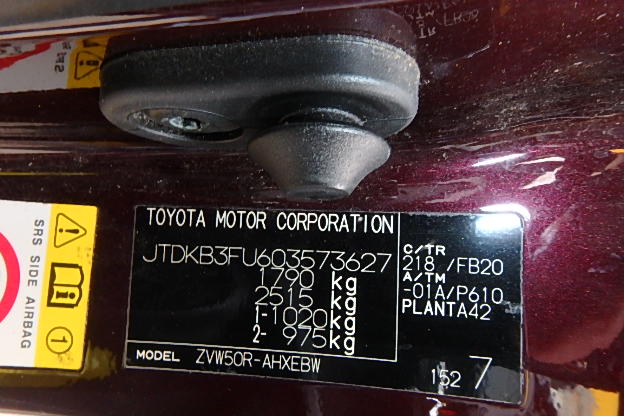 SRS SIDE AIRBAG
TOYOTA MOTOR CORPORATION
JTDKB3FU603573627
1790 kg
2515 kg
1-1020kg
2- 975kg
MODEL ZVW50R-AHXEBW
C/TR
218 /FB20
A/TM
-01A/P610
PLANTA42
152 7